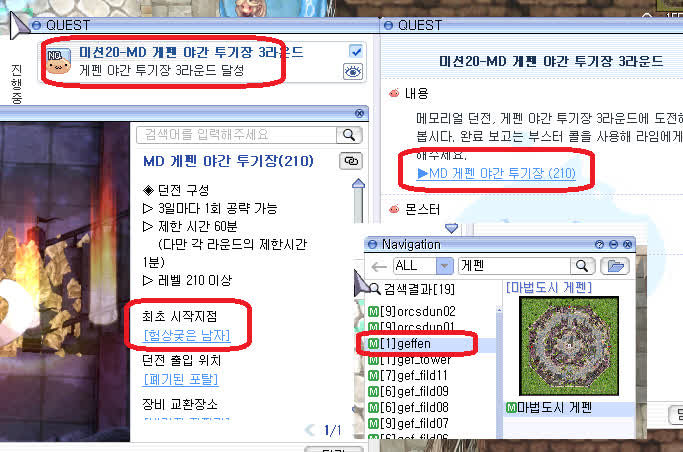 QUEST
미션20-MD 게펜 야간 투기장 3라운드
게펜 야간 투기장 3라운드 달성
진행중
검색어를 입력해주세요
MD 게펜 야간 투기장(210)
◈ 던전 구성
▷ 3일마다 1회 공략 가능
▷ 제한 시간 60분
(다만 각 라운드의 제한시간
1분)
▷ 레벨 210 이상
최초 시작지점
[험상궂은 남자]
던전 출입 위치
[폐기된 포탈]
장비 교환장소
1/1
QUEST
미션20-MD 게펜 야간 투기장 3라운드
내용
메모리얼 던전, 게펜 야간 투기장 3라운드에 도전해
봅시다. 완료 보고는 부스터 콜을 사용해 라임에게
해주세요.
▶MD 게펜 야간 투기장 (210)
몬스터
Navigation
ALL
게펜
검색결과[19]
M[9]orcsdun02
M[9]orcsdun01
M[1]geffen
M[1]gef_tower
M[7]gef_fild11
M[6]gef_fild09
M[6]gef_fild08
M[9]gef_fild07
M[6]gef_fild06
[마법도시 게펜]
M마법도시 게펜